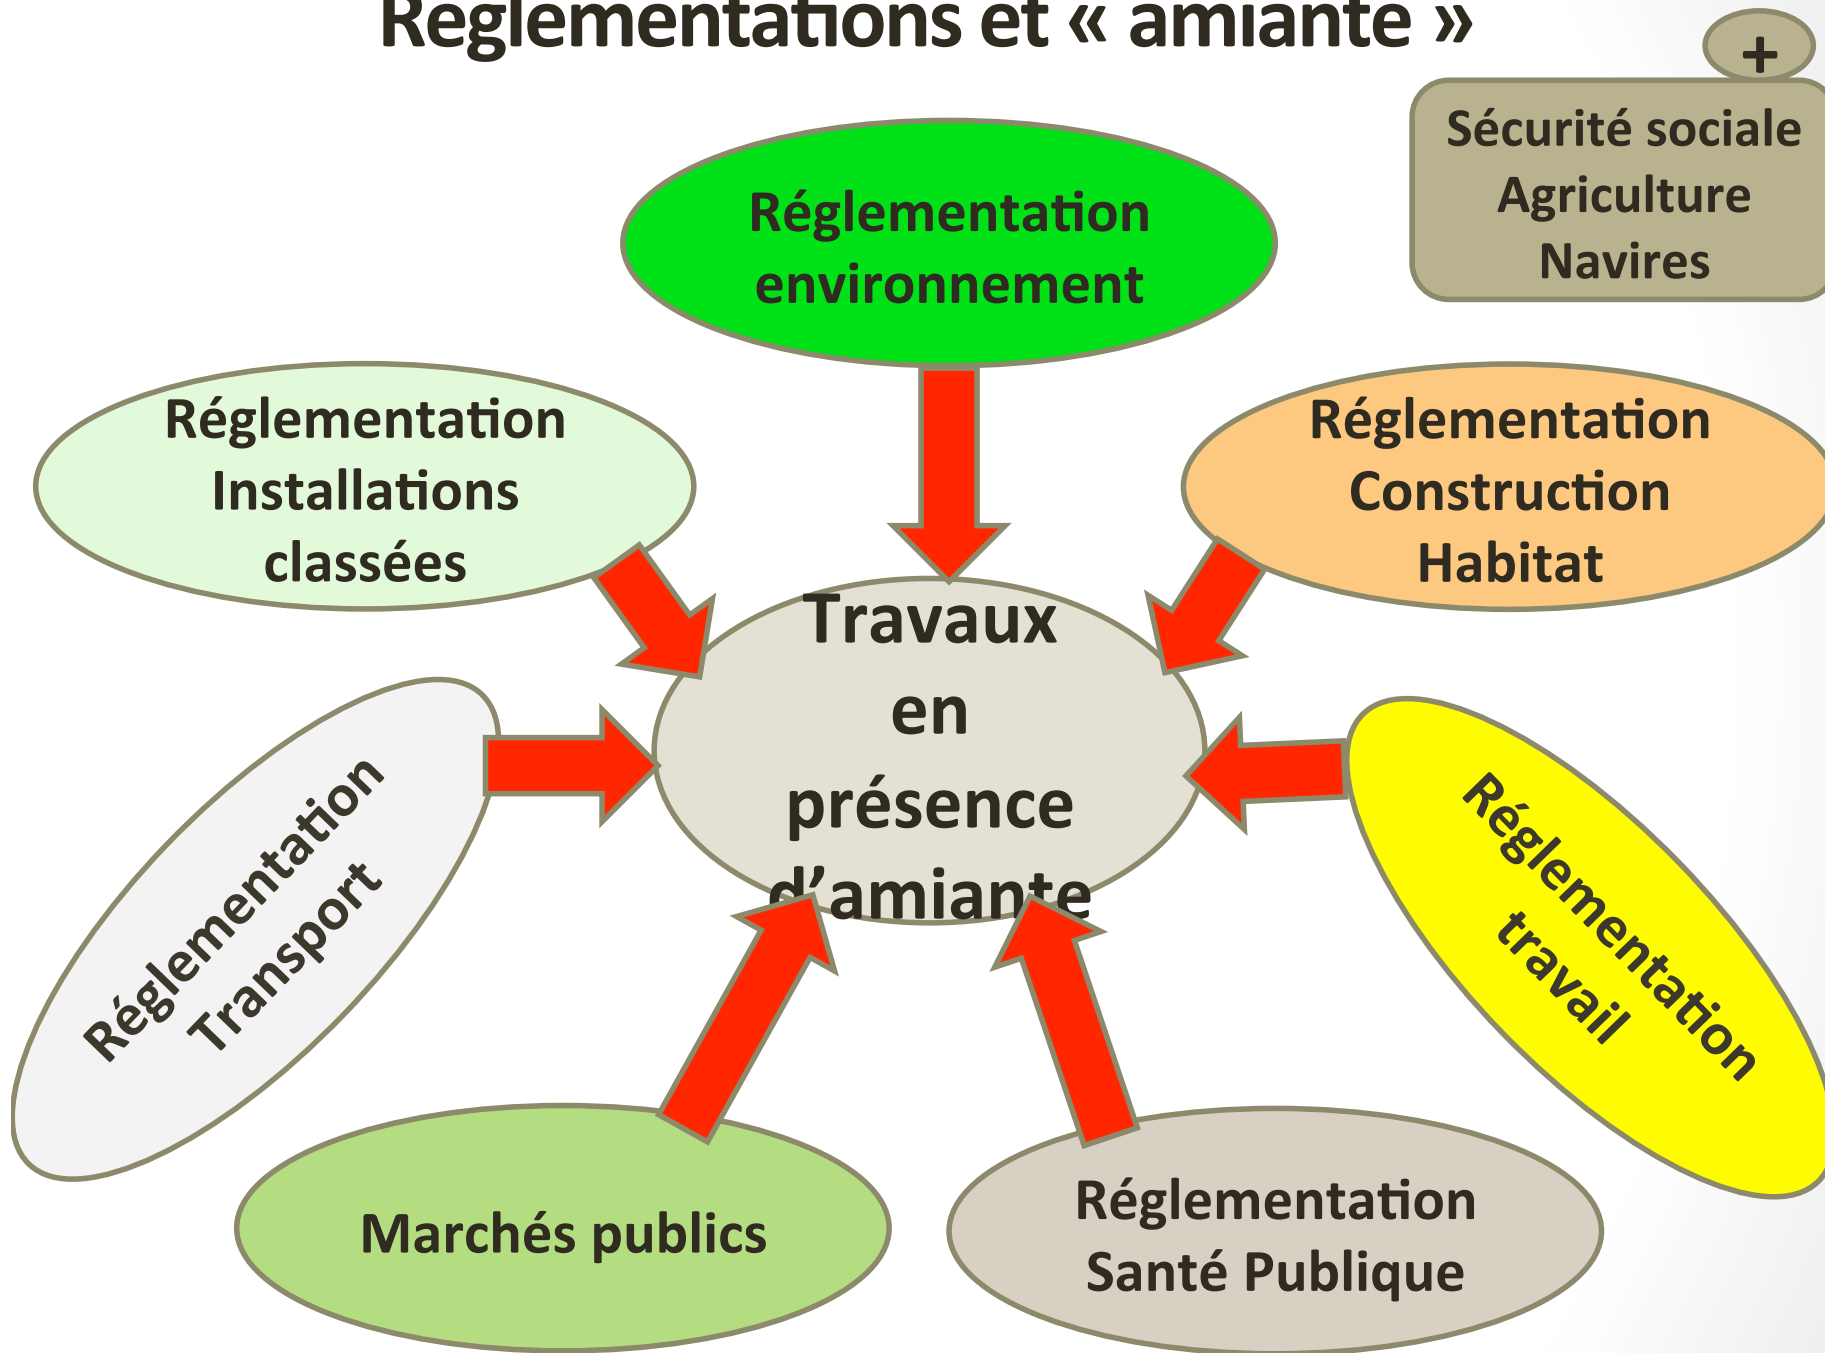 Réglementations et « amiante »
+
Sécurité sociale
Agriculture
Navires
Réglementation
environnement
Réglementation
Installations
classées
Réglementation
Construction
Habitat
Travaux
en
présence
d’amiante
Réglementation
Transport
Réglementation
travail
Marchés publics
Réglementation
Santé Publique